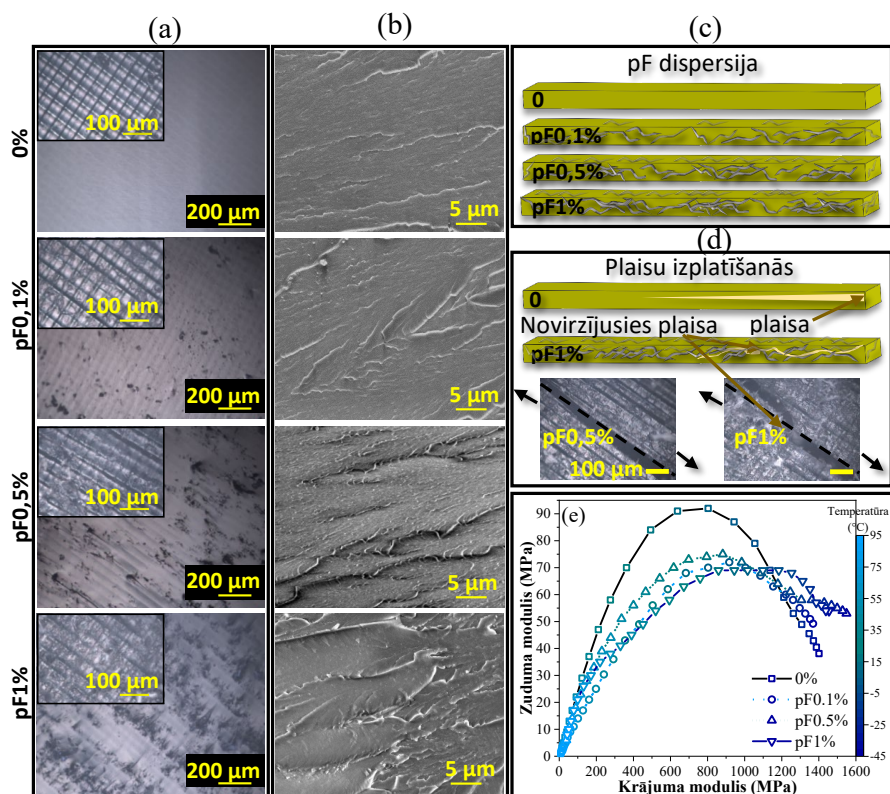 (a)
(b)
(c)
0%
100 µm
200 µm
5 µm
pF0,1%
100 µm
200 µm
5 µm
pF0,5%
100 µm
200 µm
5 µm
pF1%
100 µm
200 µm
5 µm
pF dispersija
0
pF0,1%
pF0,5%
pF1%
(d)
Plaisu izplatīšanās
0
Novirzījusies plaisa
plaisa
pF1%
pF0,5%
100 µm
pF1%
(e)
Temperatūra
(°C)
95
75
55
35
15
-5
-25
-45
Zuduma modulis (MPa)
90
80
70
60
50
40
30
20
10
0
0%
pF0.1%
pF0.5%
pF1%
0 200 400 600 800 1000 1200 1400 1600
Krājuma modulis (MPa)